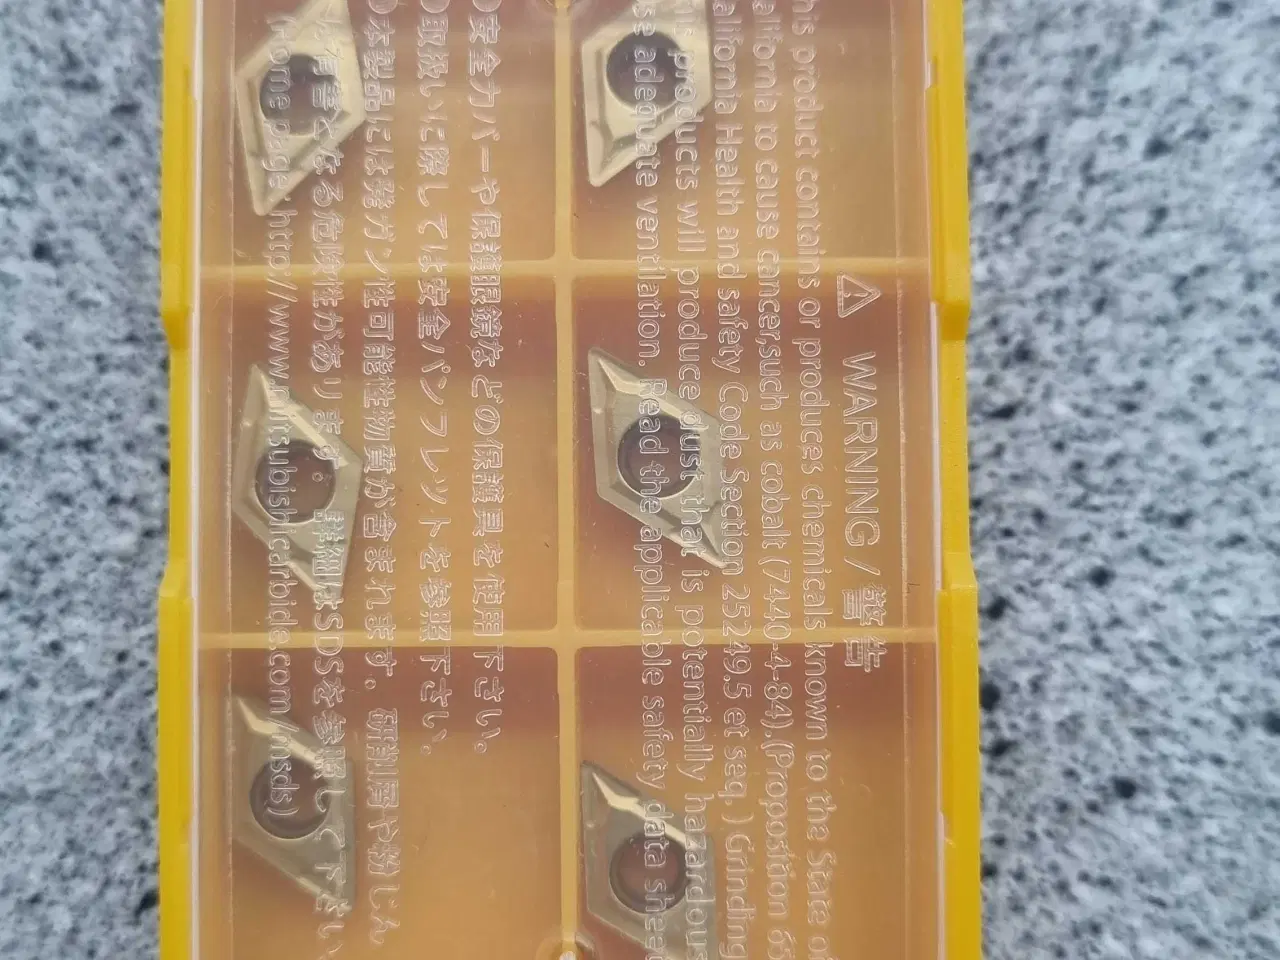 ⚠ WARNING / 警告
his product contains or produces chemicals known to the State of
alifornia to cause cancer,such as cobalt (7440-4-84).(Proposition 65
alifornia Health and safety Code Section 25249.5 et seq. ) Grinding
is products will produce dust that is potentially hazardous
se adequate ventilation. Read the applicable safety data shee
●安全カバーや保護眼鏡などの保護具を使用下さい。
●取扱いに際しては安全パンフレットを参照下さい。
●本製品には発ガン性可能性物質が含まれます。研削屑や粉じん
有害となる危険性があります。詳細はSDSを参照して下さい
(Home page:http://www.mitsubishicarbide.com/msds)